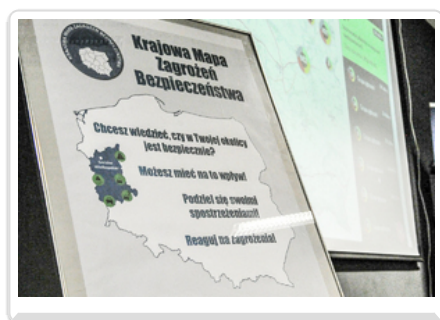 Krajowa Mapa
Zagrożeń
Bezpieczeństwa
Chcesz wiedzieć, czy w Twojej okolicy
jest bezpiecznie?
Możesz mieć na to wpływ!
Podziel się swoimi
spostrzeżeniami!
Reaguj na zagrożenia!